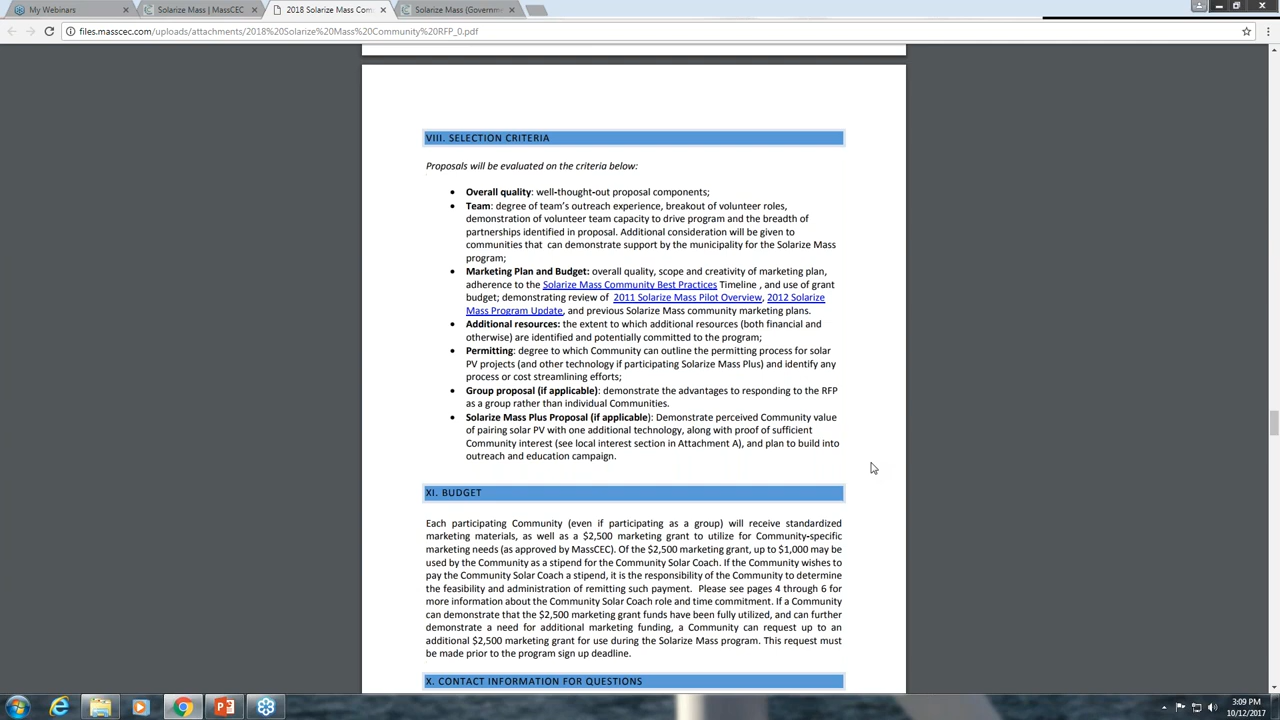 My Webinars
Solarize Mass | MassCEC
2018 Solarize Mass Com
Solarize Mass (Governm
files.masscec.com/uploads/attachments/2018%20Solarize%20Mass%20Community%20RFP_0.pdf
VIII. SELECTION CRITERIA
Proposals will be evaluated on the criteria below:
• Overall quality: well-thought-out proposal components;
• Team: degree of team's outreach experience, breakout of volunteer roles,
demonstration of volunteer team capacity to drive program and the breadth of
partnerships identified in proposal. Additional consideration will be given to
communities that can demonstrate support by the municipality for the Solarize Mass
program;
• Marketing Plan and Budget: overall quality, scope and creativity of marketing plan,
adherence to the Solarize Mass Community Best Practices Timeline , and use of grant
budget; demonstrating review of 2011 Solarize Mass Pilot Overview, 2012 Solarize
Mass Program Update, and previous Solarize Mass community marketing plans.
• Additional resources: the extent to which additional resources (both financial and
otherwise) are identified and potentially committed to the program;
• Permitting: degree to which Community can outline the permitting process for solar
PV projects (and other technology if participating Solarize Mass Plus) and identify any
process or cost streamlining efforts;
• Group proposal (if applicable): demonstrate the advantages to responding to the RFP
as a group rather than individual Communities.
• Solarize Mass Plus Proposal (if applicable): Demonstrate perceived Community value
of pairing solar PV with one additional technology, along with proof of sufficient
Community interest (see local interest section in Attachment A), and plan to build into
outreach and education campaign.
XI. BUDGET
Each participating Community (even if participating as a group) will receive standardized
marketing materials, as well as a $2,500 marketing grant to utilize for Community-specific
marketing needs (as approved by MassCEC). Of the $2,500 marketing grant, up to $1,000 may be
used by the Community as a stipend for the Community Solar Coach. If the Community wishes to
pay the Community Solar Coach a stipend, it is the responsibility of the Community to determine
the feasibility and administration of remitting such payment. Please see pages 4 through 6 for
more information about the Community Solar Coach role and time commitment. If a Community
can demonstrate that the $2,500 marketing grant funds have been fully utilized, and can further
demonstrate a need for additional marketing funding, a Community can request up to an
additional $2,500 marketing grant for use during the Solarize Mass program. This request must
be made prior to the program sign up deadline.
X. CONTACT INFORMATION FOR QUESTIONS
3:09 PM
10/12/2017